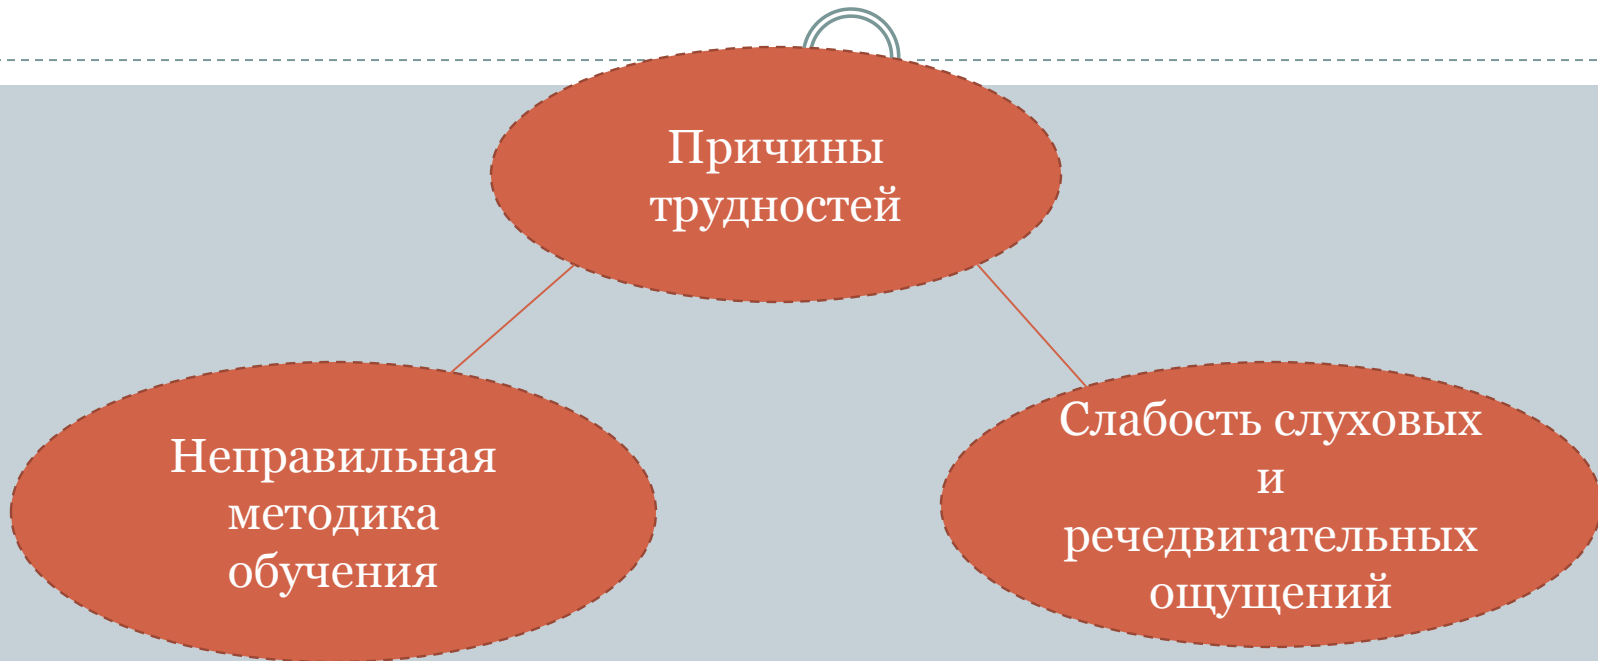 Причины
трудностей
Неправильная
методика
обучения
Слабость слуховых
и
речедвигательных
ощущений